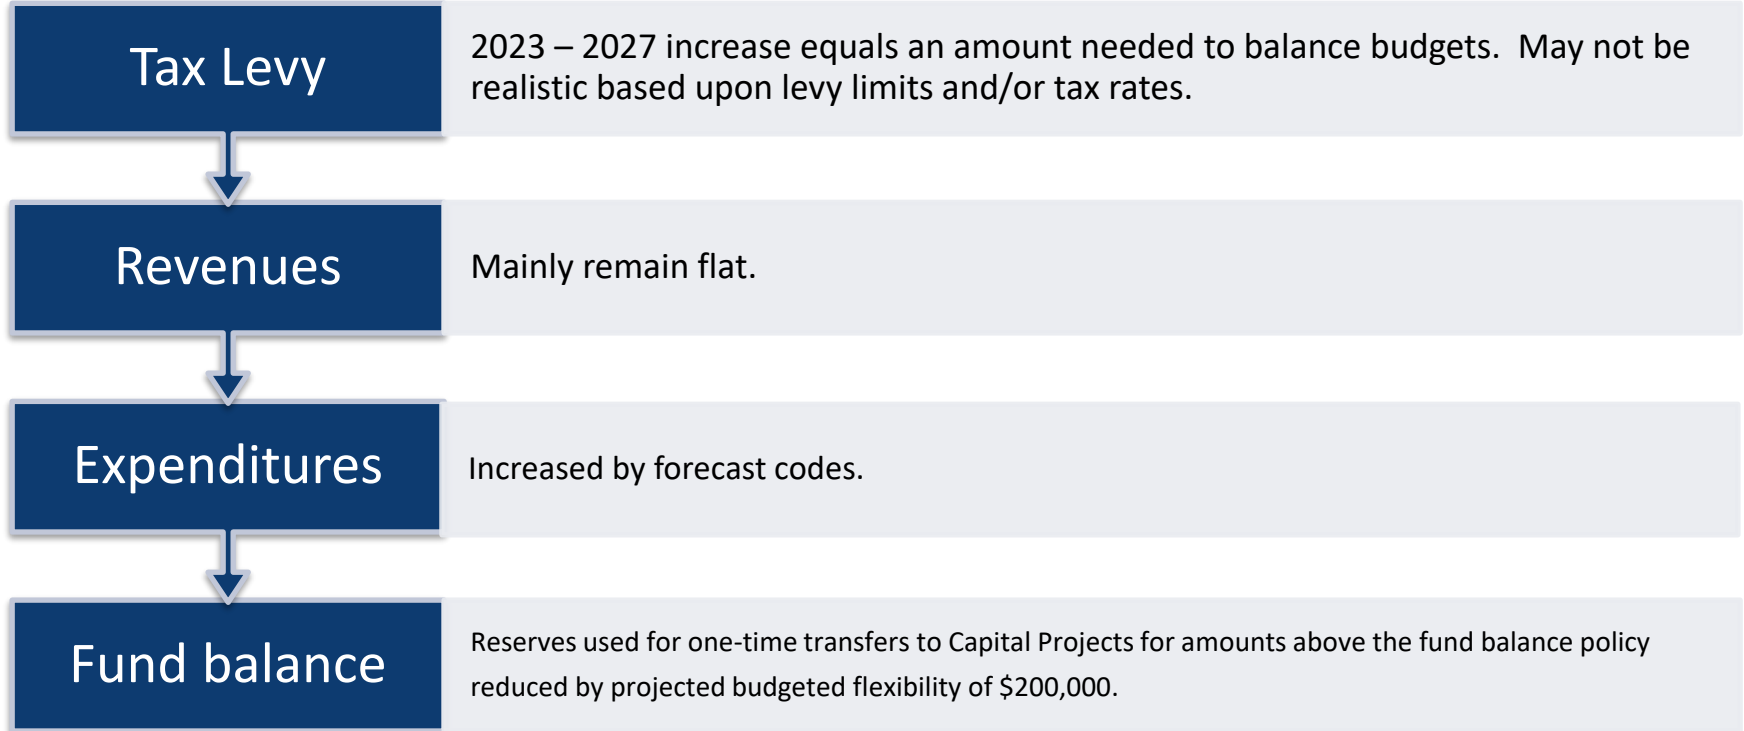 Tax Levy
2023 – 2027 increase equals an amount needed to balance budgets.  May not be
realistic based upon levy limits and/or tax rates.
Revenues
Mainly remain flat.
Expenditures
Increased by forecast codes.
Fund balance
Reserves used for one-time transfers to Capital Projects for amounts above the fund balance policy
reduced by projected budgeted flexibility of $200,000.